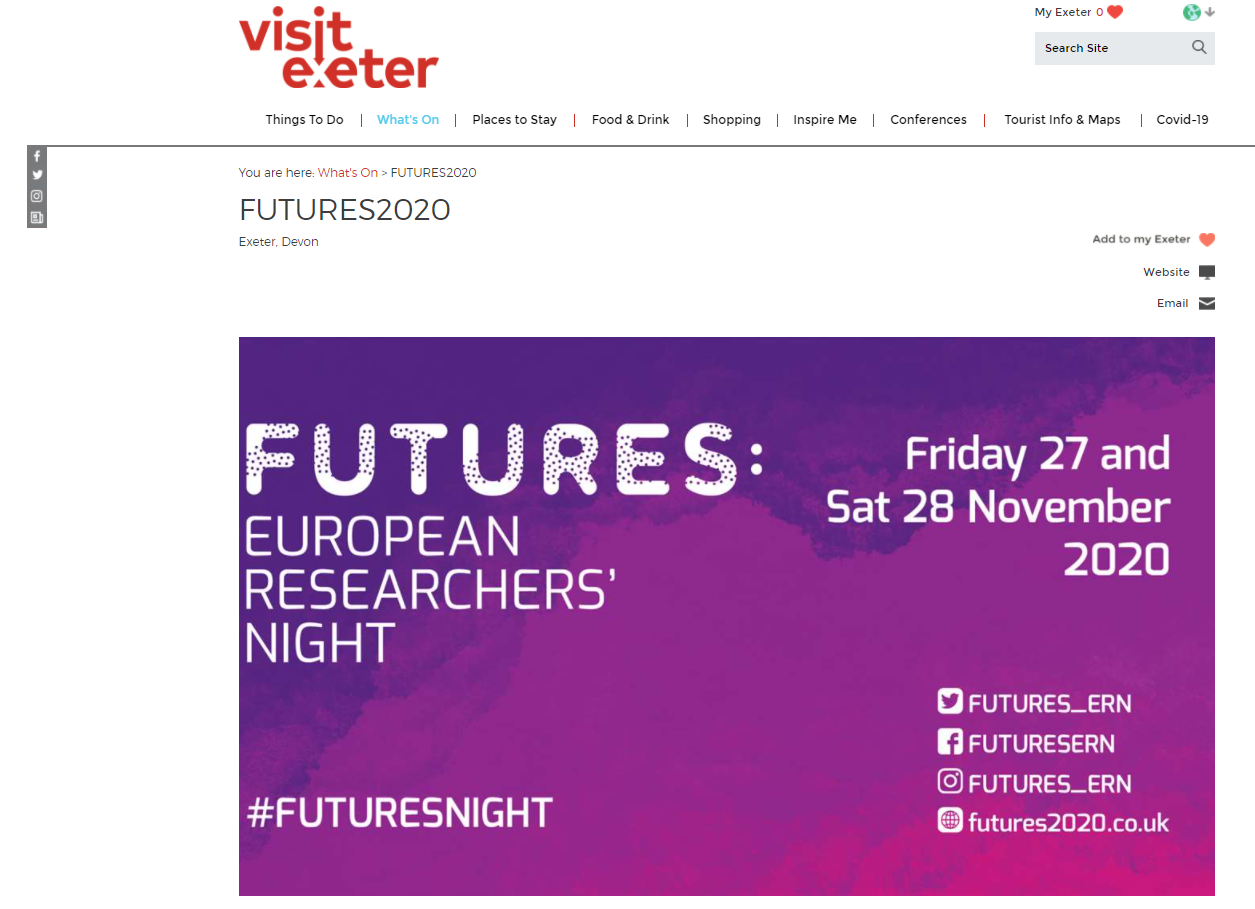 visit
exeter
My Exeter 0
Search Site
Things To Do
What's On
Places to Stay
Food & Drink
Shopping
Inspire Me
Conferences
Tourist Info & Maps
Covid-19
You are here: What's On > FUTURES2020
FUTURES2020
Exeter, Devon
Add to my Exeter
Website
Email
FUTURES:
EUROPEAN
RESEARCHERS'
NIGHT
Friday 27 and
Sat 28 November
2020
FUTURES_ERN
FUTURESERN
FUTURES_ERN
futures2020.co.uk
#FUTURESNIGHT